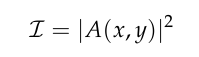 ℐ = |A(x, y)|²